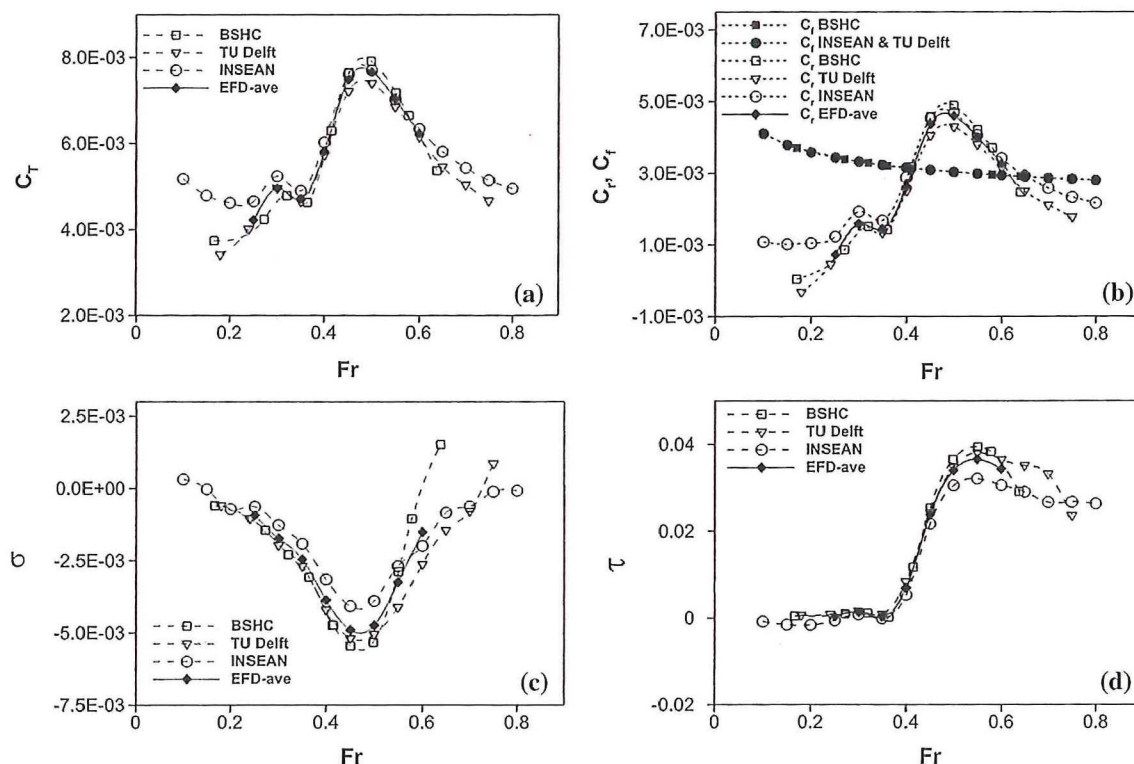 BSHC
TU Delft
INSEAN
EFD-ave
8.0E-03
6.0E-03
4.0E-03
2.0E-03
C_T
(a)
0 0.2 0.4 0.6 0.8
Fr
C_f BSHC
C_f INSEAN & TU Delft
C_r BSHC
C_r TU Delft
C_r INSEAN
C_r EFD-ave
7.0E-03
5.0E-03
3.0E-03
1.0E-03
-1.0E-03
C_r, C_f
(b)
0 0.2 0.4 0.6 0.8
Fr
2.5E-03
0.0E+00
-2.5E-03
-5.0E-03
-7.5E-03
σ
BSHC
TU Delft
INSEAN
EFD-ave
(c)
0 0.2 0.4 0.6 0.8
Fr
BSHC
TU Delft
INSEAN
EFD-ave
0.04
0.02
0
-0.02
τ
(d)
0 0.2 0.4 0.6 0.8
Fr